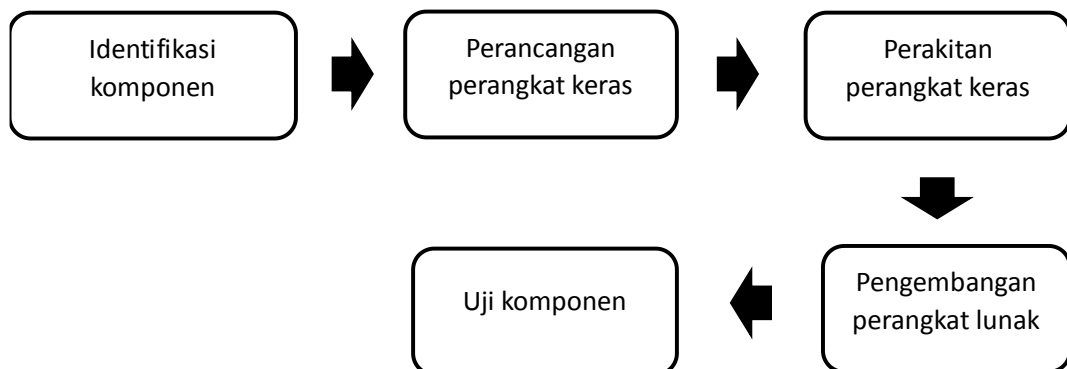 Identifikasi
komponen
Perancangan
perangkat keras
Perakitan
perangkat keras
Pengembangan
perangkat lunak
Uji komponen